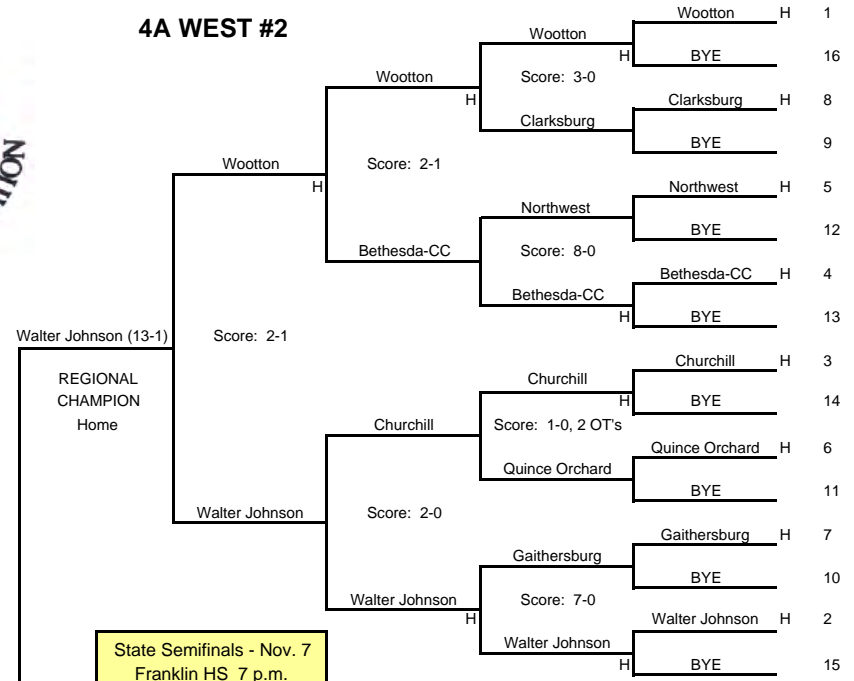 4A WEST #2
Wootton H 1
Wootton
H BYE 16
Wootton Score: 3-0
H Clarksburg H 8
Clarksburg
BYE 9
Wootton Score: 2-1
H Northwest H 5
Northwest
BYE 12
Bethesda-CC Score: 8-0
Bethesda-CC H 4
Bethesda-CC
H BYE 13
Walter Johnson (13-1) Score: 2-1
Churchill H 3
REGIONAL Churchill
CHAMPION H BYE 14
Home Churchill Score: 1-0, 2 OT's
Quince Orchard H 6
Quince Orchard
BYE 11
Walter Johnson Score: 2-0
Gaithersburg H 7
Gaithersburg
BYE 10
Walter Johnson Score: 7-0
H Walter Johnson H 2
State Semifinals - Nov. 7 Walter Johnson
Franklin HS 7 p.m. H BYE 15